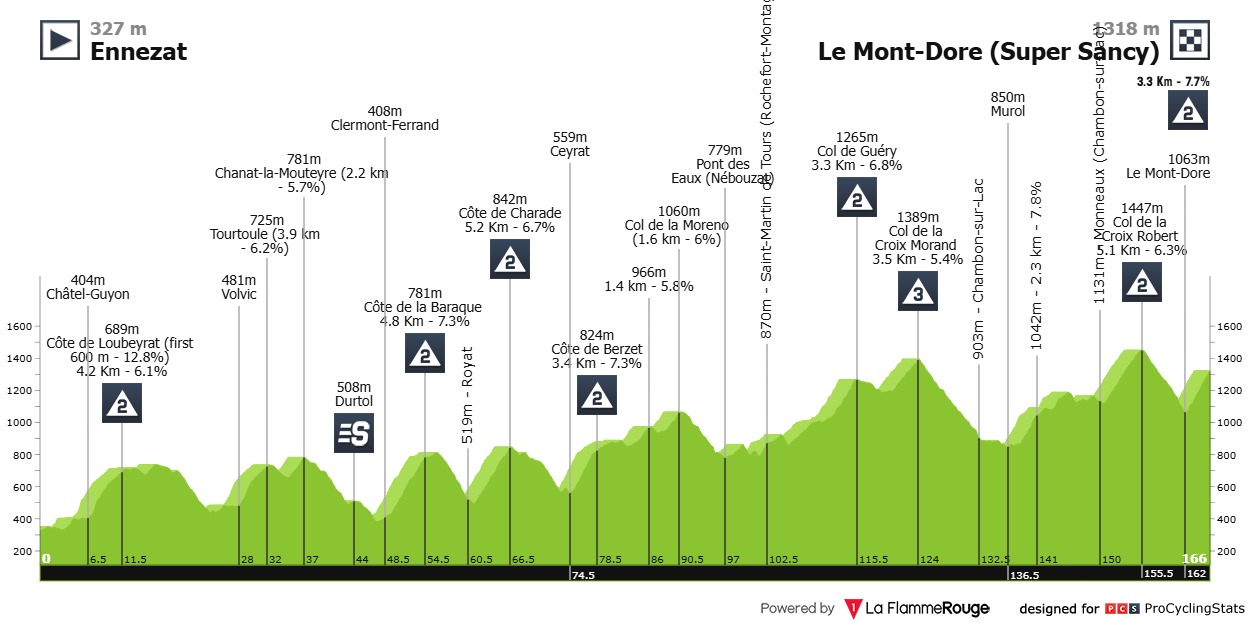 327 m
Ennezat
1318 m
Le Mont-Dore (Super Sancy)
3.3 Km - 7.7%
2
404m
Châtel-Guyon
689m
Côte de Loubeyrat (first
600 m - 12.8%)
4.2 Km - 6.1%
2
481m
Volvic
725m
Tourtoule (3.9 km
- 6.2%)
781m
Chanat-la-Mouteyre (2.2 km
- 5.7%)
508m
Durtol
S
408m
Clermont-Ferrand
781m
Côte de la Baraque
4.8 Km - 7.3%
2
519m - Royat
842m
Côte de Charade
5.2 Km - 6.7%
2
559m
Ceyrat
824m
Côte de Berzet
3.4 Km - 7.3%
2
966m
1.4 km - 5.8%
1060m
Col de la Moreno
(1.6 km - 6%)
779m
Pont des
Eaux (Nébouzat)
870m - Saint-Martin de Tours (Rochefort-Montag
1265m
Col de Guéry
3.3 Km - 6.8%
2
1389m
Col de la
Croix Morand
3.5 Km - 5.4%
3
903m - Chambon-sur-Lac
850m
Murol
1042m - 2.3 km - 7.8%
1131m - Monneaux (Chambon-sur-Lac)
1447m
Col de la
Croix Robert
5.1 Km - 6.3%
2
1063m
Le Mont-Dore
1600
1400
1200
1000
800
600
400
200
1600
1400
1200
1000
800
600
400
200
0 6.5 11.5 28 32 37 44 48.5 54.5 60.5 66.5 78.5 86 90.5 97 102.5 115.5 124 132.5 141 150 166
74.5 136.5 155.5 162
Powered by La FlammeRouge designed for PCS ProCyclingStats